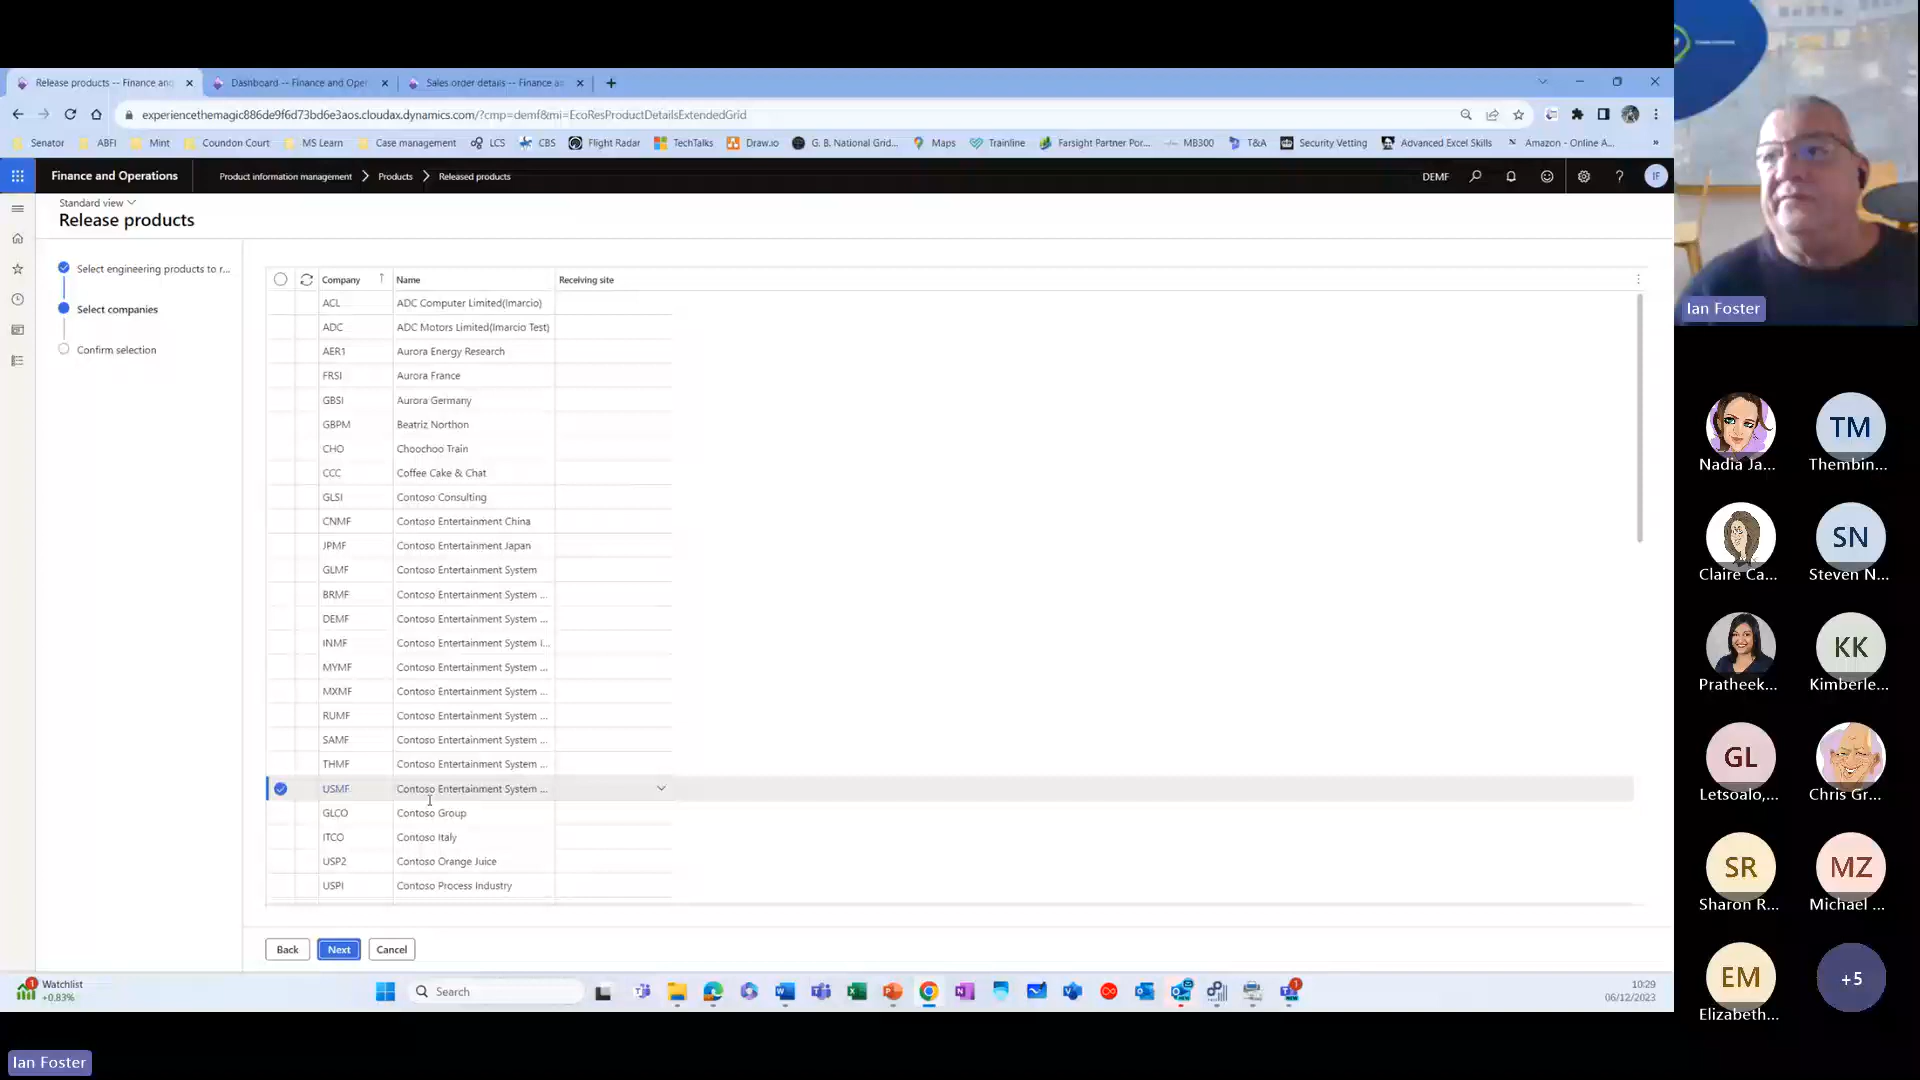 Release products -- Finance and
Dashboard -- Finance and Oper
Sales order details -- Finance a
experiencethemagic886de9f6d73bd6e3aos.cloudax.dynamics.com/?cmp=demf&mi=EcoResProductDetailsExtendedGrid
Senator
ABFI
Mint
Coundon Court
MS Learn
Case management
LCS
CBS
Flight Radar
TechTalks
Draw.io
G. B. National Grid...
Maps
Trainline
Farsight Partner Por...
MB300
T&A
Security Vetting
Advanced Excel Skills
Amazon - Online A...
»
Finance and Operations
Product information management
Products
Released products
DEMF
?
IF
Standard view
Release products
Select engineering products to r...
Select companies
Confirm selection
Company Name Receiving site
ACL ADC Computer Limited(Imarcio)
ADC ADC Motors Limited(Imarcio Test)
AER1 Aurora Energy Research
FRSI Aurora France
GBSI Aurora Germany
GBPM Beatriz Northon
CHO Choochoo Train
CCC Coffee Cake & Chat
GLSI Contoso Consulting
CNMF Contoso Entertainment China
JPMF Contoso Entertainment Japan
GLMF Contoso Entertainment System
BRMF Contoso Entertainment System ...
DEMF Contoso Entertainment System ...
INMF Contoso Entertainment System I...
MYMF Contoso Entertainment System ...
MXMF Contoso Entertainment System ...
RUMF Contoso Entertainment System ...
SAMF Contoso Entertainment System ...
THMF Contoso Entertainment System ...
USMF Contoso Entertainment System ...
GLCO Contoso Group
ITCO Contoso Italy
USP2 Contoso Orange Juice
USPI Contoso Process Industry
Back
Next
Cancel
1
Watchlist
+0.83%
Search
1
10:29
06/12/2023
Ian Foster
Nadia Ja...
TM
Thembin...
Claire Ca...
SN
Steven N...
Pratheek...
KK
Kimberle...
GL
Letsoalo,...
Chris Gr...
SR
Sharon R...
MZ
Michael ...
EM
Elizabeth...
+5
Ian Foster